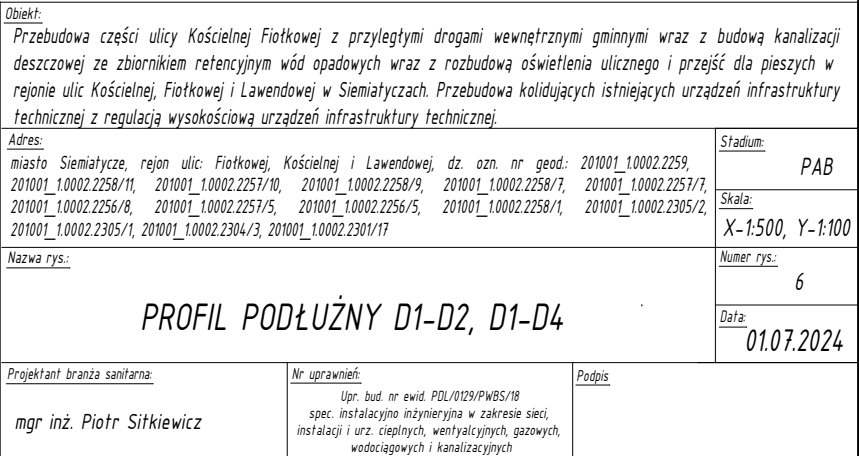 Obiekt:
Przebudowa części ulicy Kościelnej Fiołkowej z przyległymi drogami wewnętrznymi gminnymi wraz z budową kanalizacji
deszczowej ze zbiornikiem retencyjnym wód opadowych wraz z rozbudową oświetlenia ulicznego i przejść dla pieszych w
rejonie ulic Kościelnej, Fiołkowej i Lawendowej w Siemiatyczach. Przebudowa kolidujących istniejących urządzeń infrastruktury
technicznej z regulacją wysokościową urządzeń infrastruktury technicznej.
Adres:
miasto Siemiatycze, rejon ulic: Fiołkowej, Kościelnej i Lawendowej, dz. ozn. nr geod.: 201001_1.0002.2259,
201001_1.0002.2258/11, 201001_1.0002.2257/10, 201001_1.0002.2258/9, 201001_1.0002.2258/7, 201001_1.0002.2257/7,
201001_1.0002.2256/8, 201001_1.0002.2257/5, 201001_1.0002.2256/5, 201001_1.0002.2258/1, 201001_1.0002.2305/2,
201001_1.0002.2305/1, 201001_1.0002.2304/3, 201001_1.0002.2301/17
Stadium:
PAB
Skala:
X-1:500, Y-1:100
Nazwa rys.:
PROFIL PODŁUŻNY D1-D2, D1-D4
Numer rys.:
6
Data:
01.07.2024
Projektant branża sanitarna:
mgr inż. Piotr Sitkiewicz
Nr uprawnień:
Upr. bud. nr ewid. PDL/0129/PWBS/18
spec. instalacyjno inżynieryjna w zakresie sieci,
instalacji i urz. cieplnych, wentyalcyjnych, gazowych,
wodociągowych i kanalizacyjnych
Podpis